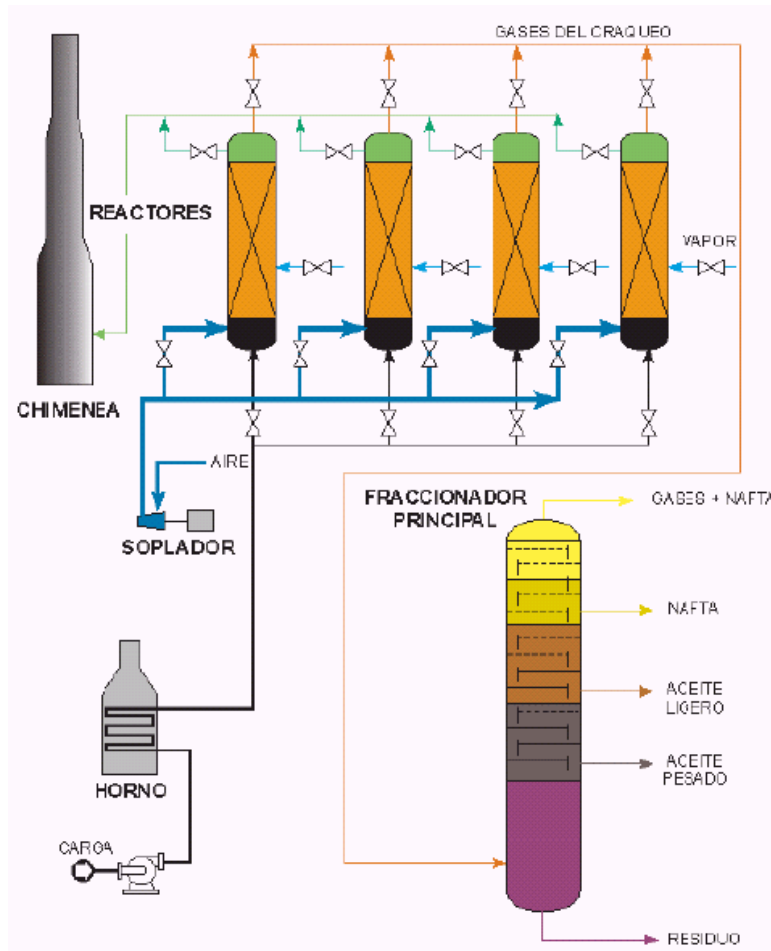 GASES DEL CRAQUEO
REACTORES
VAPOR
CHIMENEA
AIRE
SOPLADOR
FRACCIONADOR
PRINCIPAL
GASES + NAFTA
NAFTA
ACEITE
LIGERO
ACEITE
PESADO
HORNO
CARGA
RESIDUO